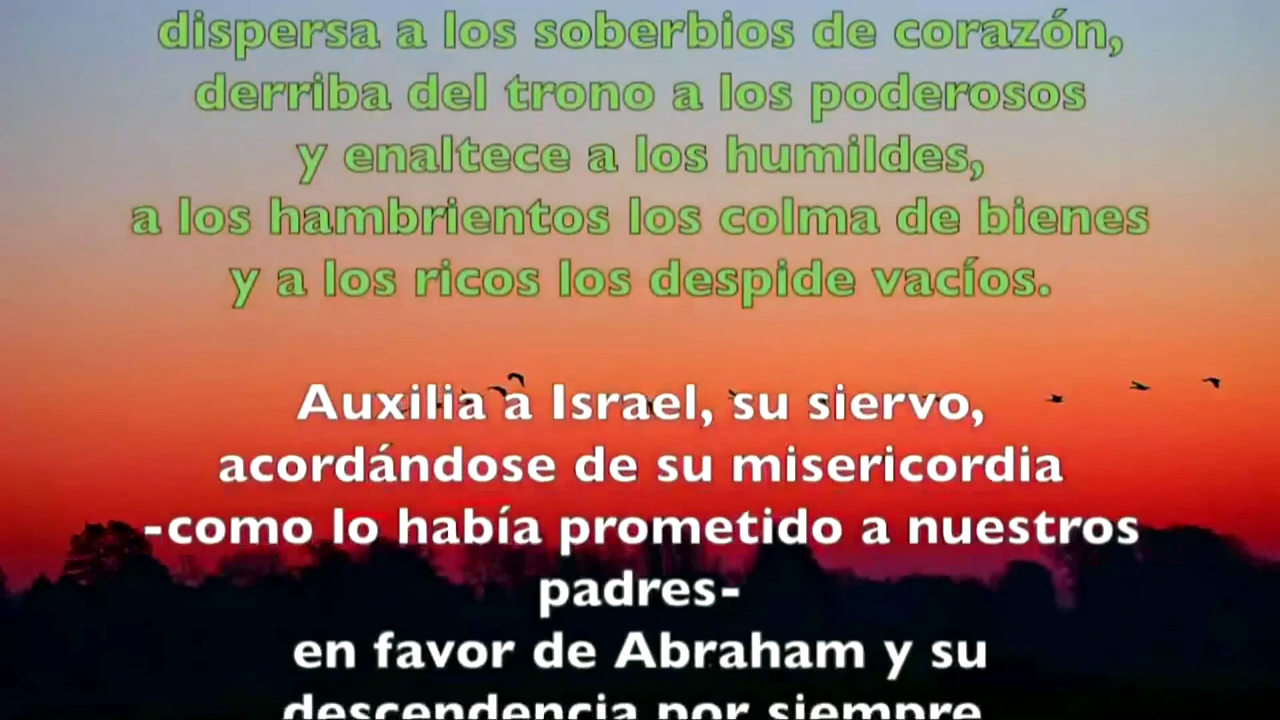 dispersa a los soberbios de corazón,
derriba del trono a los poderosos
y enaltece a los humildes,
a los hambrientos los colma de bienes
y a los ricos los despide vacíos.
Auxilia a Israel, su siervo,
acordándose de su misericordia
-como lo había prometido a nuestros
padres-
en favor de Abraham y su
descendencia por siempre